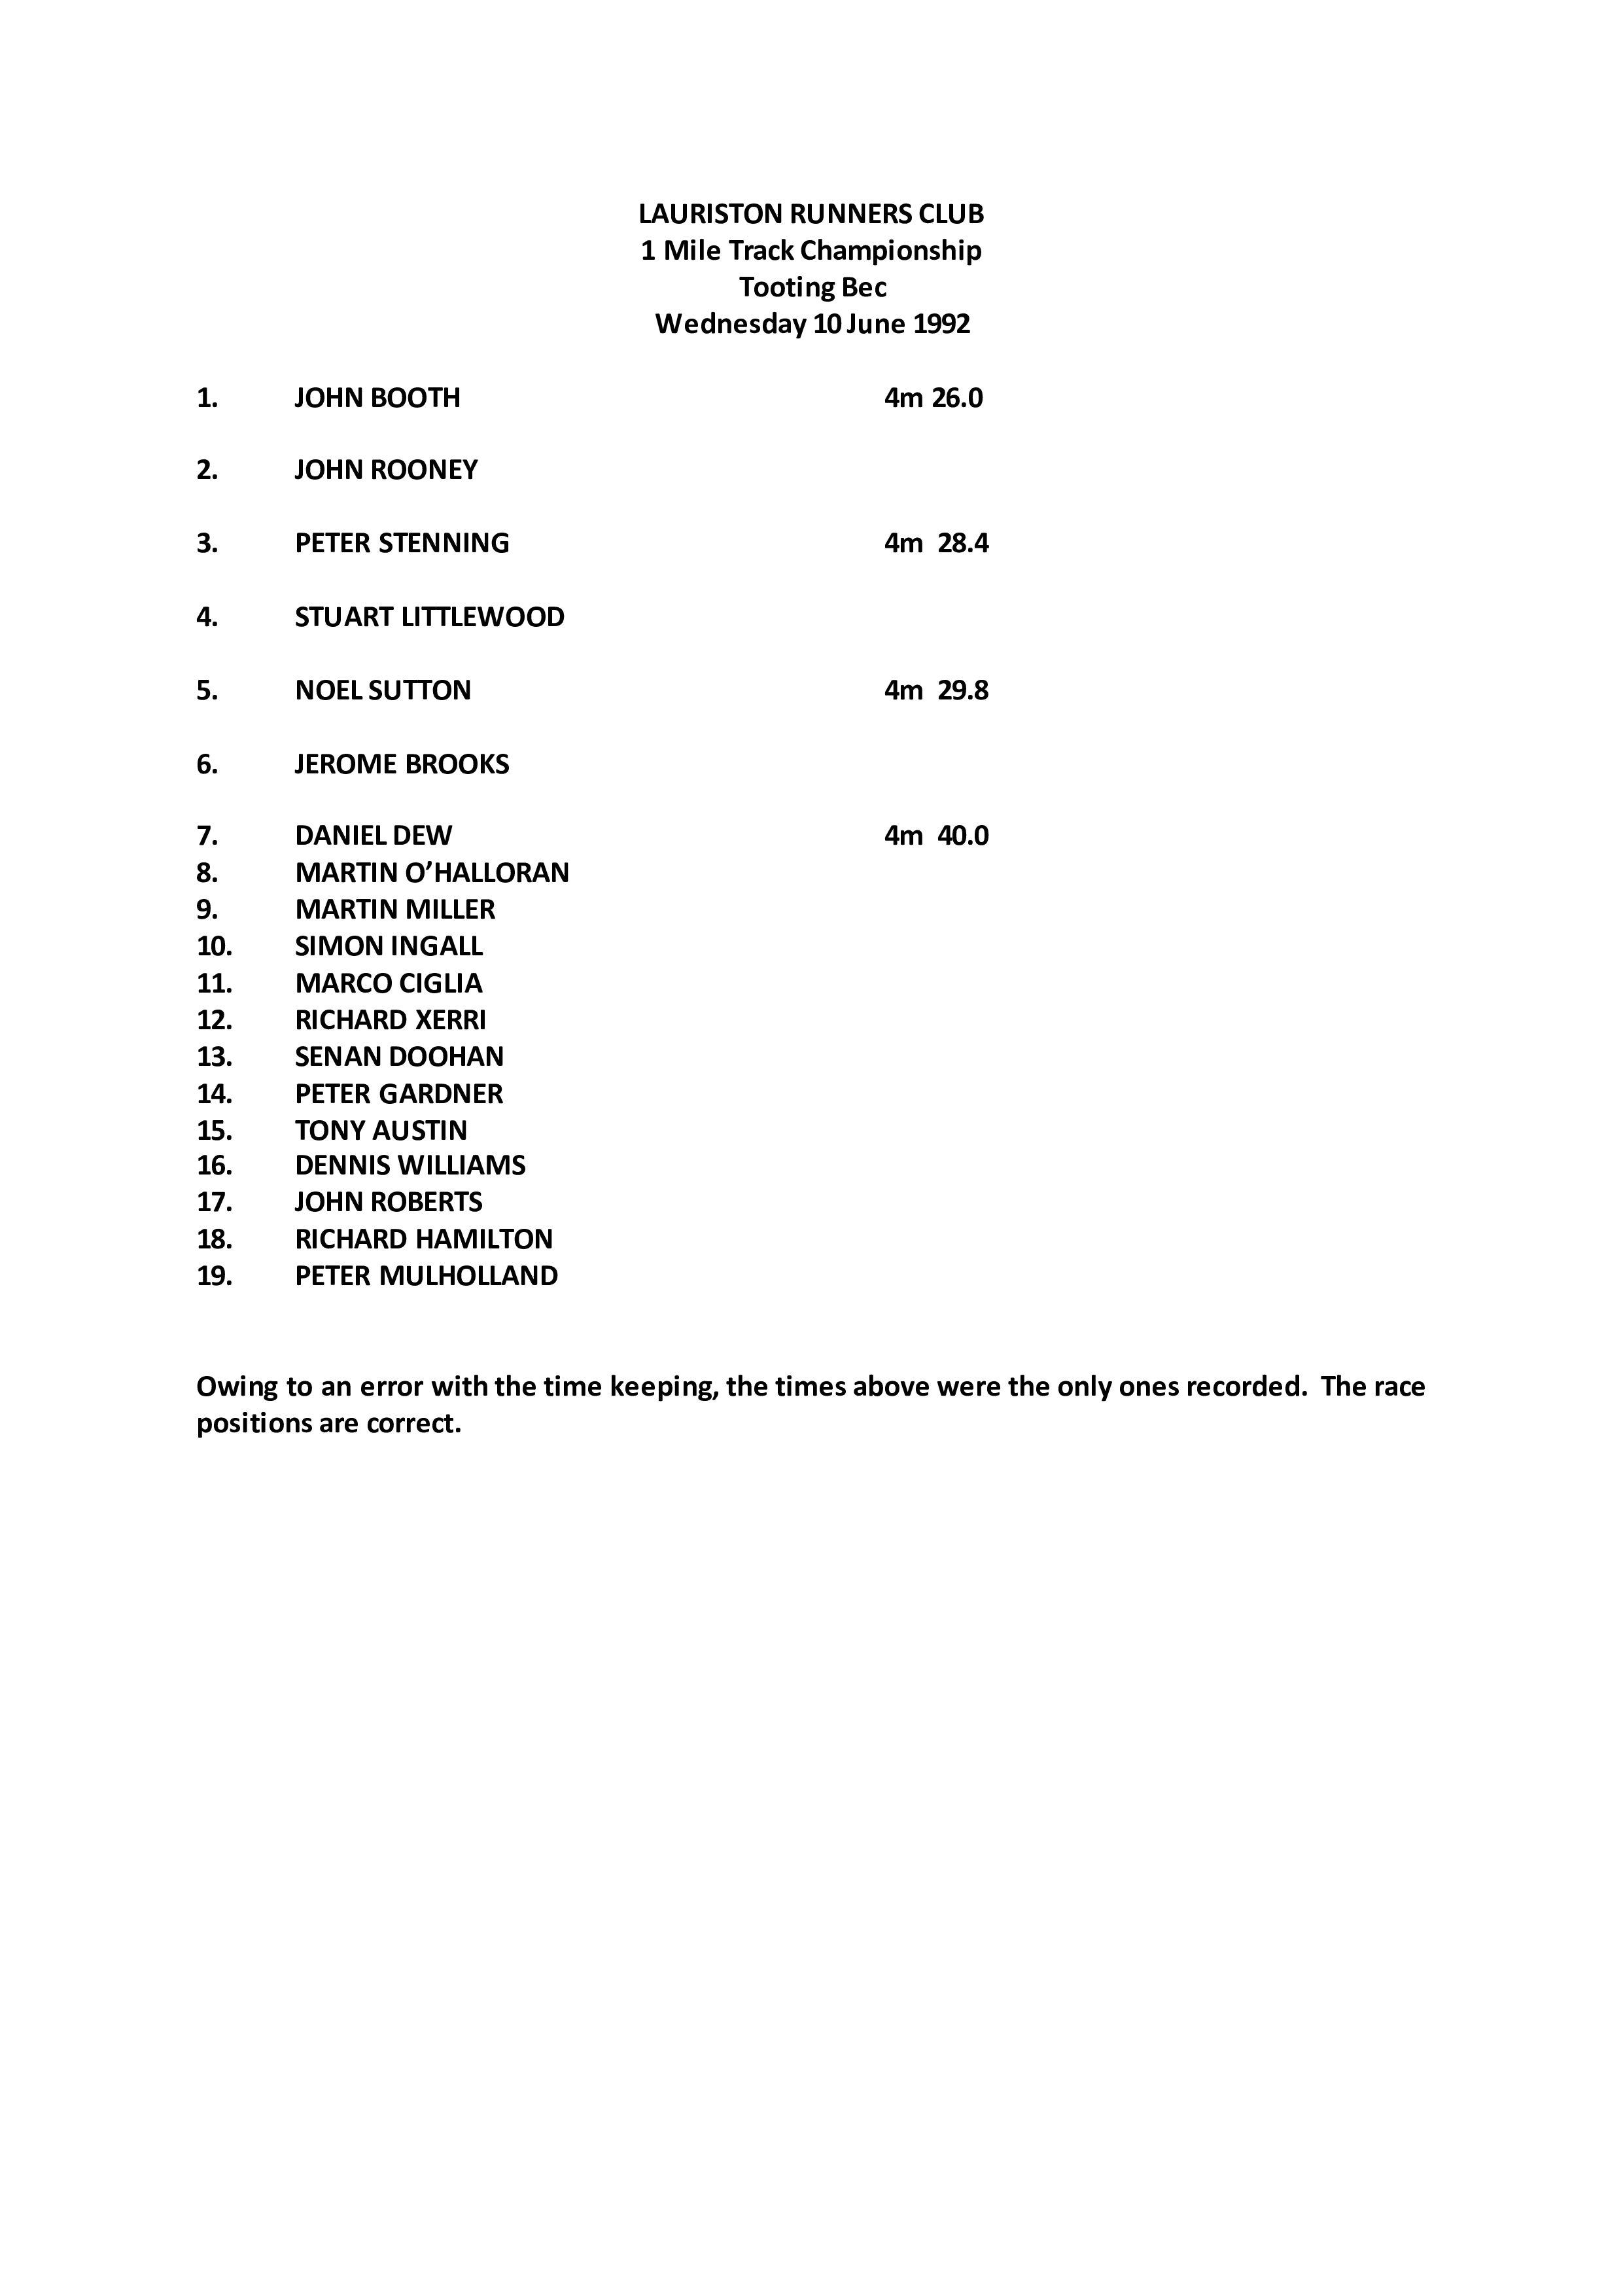 LAURISTON RUNNERS CLUB
1 Mile Track Championship
Tooting Bec
Wednesday 10 June 1992
1. JOHN BOOTH 4m 26.0
2. JOHN ROONEY
3. PETER STENNING 4m 28.4
4. STUART LITTLEWOOD
5. NOEL SUTTON 4m 29.8
6. JEROME BROOKS
7. DANIEL DEW 4m 40.0
8. MARTIN O’HALLORAN
9. MARTIN MILLER
10. SIMON INGALL
11. MARCO CIGLIA
12. RICHARD XERRI
13. SENAN DOOHAN
14. PETER GARDNER
15. TONY AUSTIN
16. DENNIS WILLIAMS
17. JOHN ROBERTS
18. RICHARD HAMILTON
19. PETER MULHOLLAND
Owing to an error with the time keeping, the times above were the only ones recorded. The race
positions are correct.